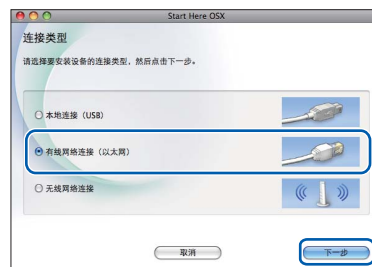 Start Here OSX
连接类型
请选择要安装设备的连接类型，然后点击下一步。
本地连接（USB）
有线网络连接（以太网）
无线网络连接
取消
下一步